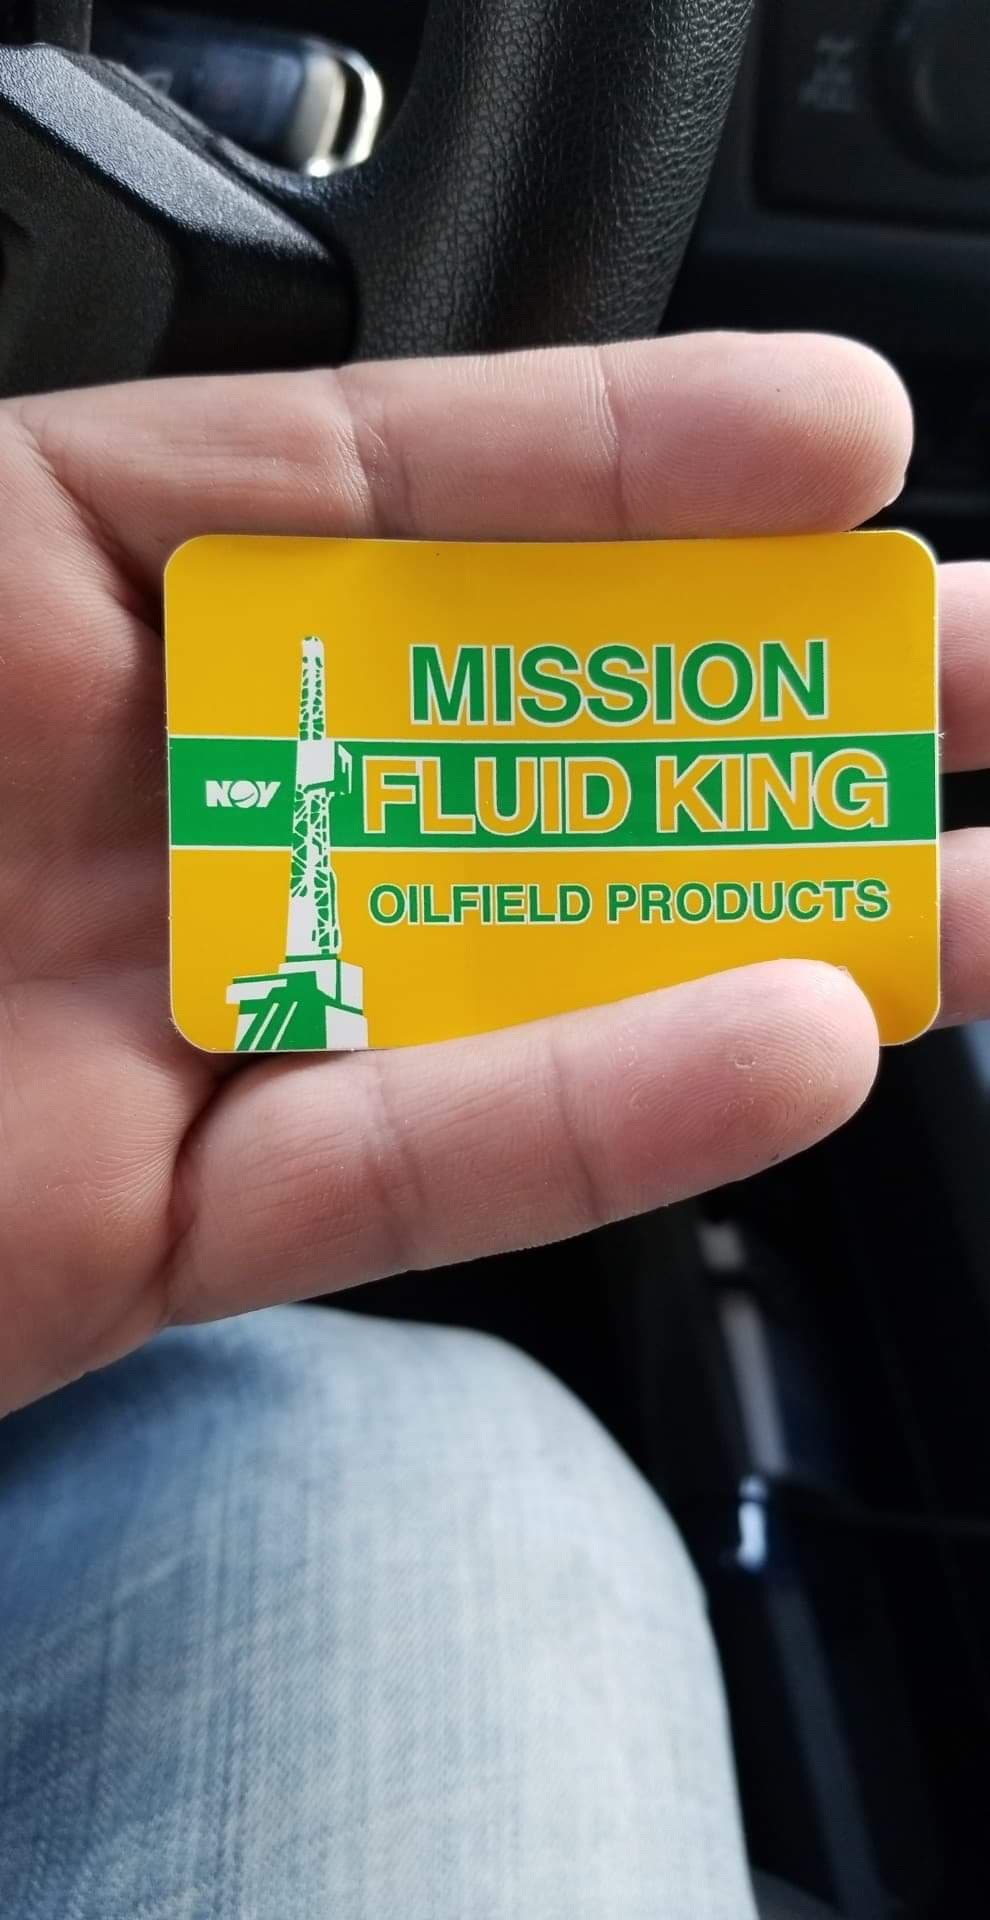 MISSION
NOV FLUID KING
OILFIELD PRODUCTS